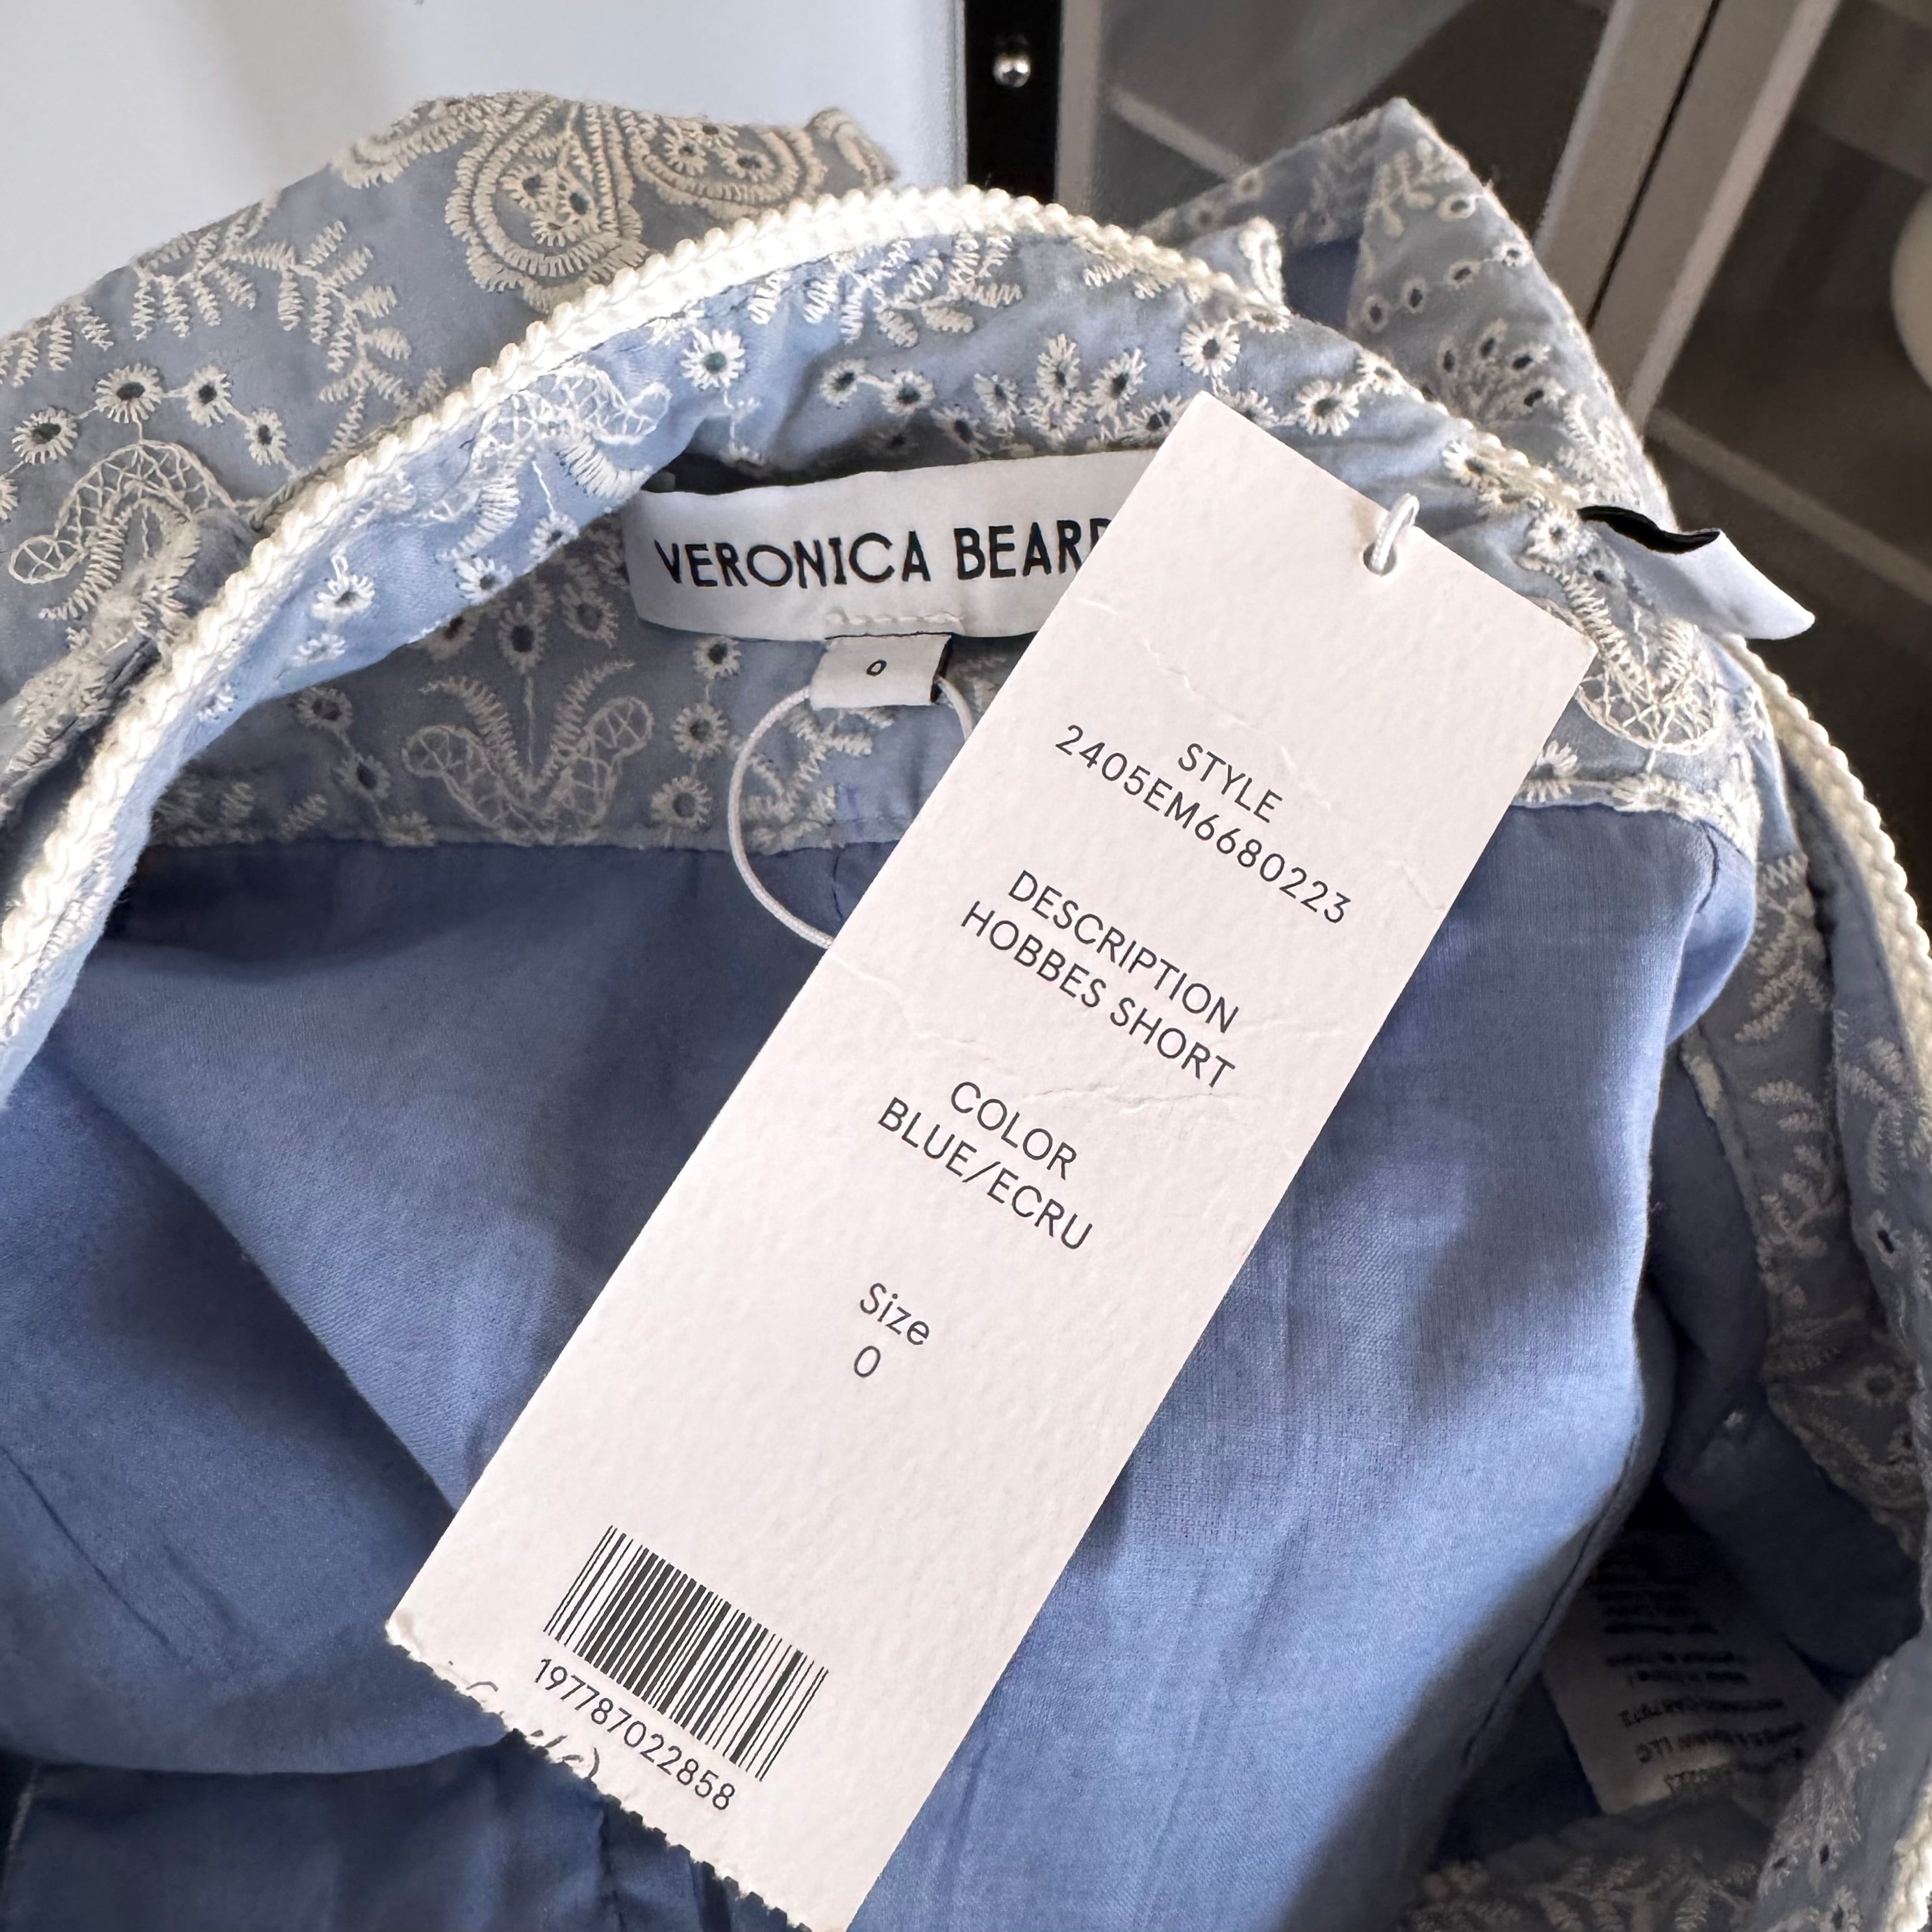 VERONICA BEARD
0
STYLE
2405EM6680223
DESCRIPTION
HOBBES SHORT
COLOR
BLUE/ECRU
Size
0
197787022858